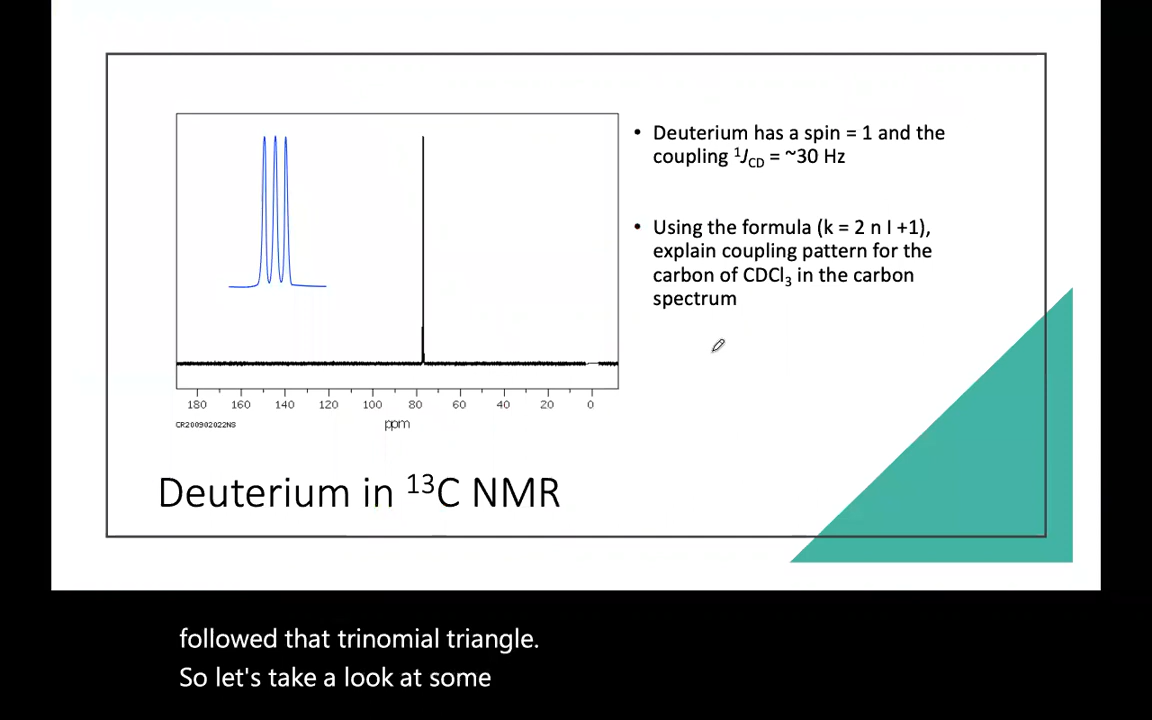 • Deuterium has a spin = 1 and the
coupling ¹J_CD = ~30 Hz
• Using the formula (k = 2 n I +1),
explain coupling pattern for the
carbon of CDCl₃ in the carbon
spectrum
180 160 140 120 100 80 60 40 20 0
CR200902022NS
ppm
Deuterium in ¹³C NMR
followed that trinomial triangle.
So let's take a look at some